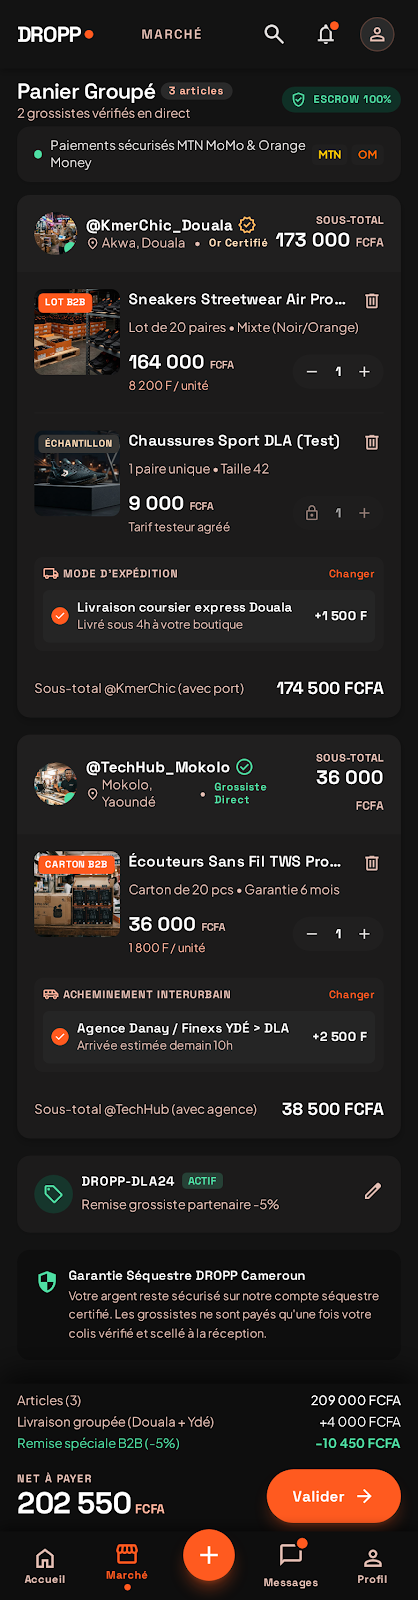 DROPP
MARCHÉ
Panier Groupé 3 articles
2 grossistes vérifiés en direct
ESCROW 100%
Paiements sécurisés MTN MoMo & Orange
Money
MTN OM
@KmerChic_Douala
Akwa, Douala • Or Certifié
SOUS-TOTAL
173 000 FCFA
LOT B2B
Sneakers Streetwear Air Pro...
Lot de 20 paires • Mixte (Noir/Orange)
164 000 FCFA
8 200 F / unité
− 1 +
ÉCHANTILLON
Chaussures Sport DLA (Test)
1 paire unique • Taille 42
9 000 FCFA
Tarif testeur agréé
1 +
MODE D'EXPÉDITION
Changer
Livraison coursier express Douala
Livré sous 4h à votre boutique
+1 500 F
Sous-total @KmerChic (avec port)
174 500 FCFA
@TechHub_Mokolo
Mokolo,
Yaoundé
• Grossiste
Direct
SOUS-TOTAL
36 000
FCFA
CARTON B2B
Écouteurs Sans Fil TWS Pro...
Carton de 20 pcs • Garantie 6 mois
36 000 FCFA
1 800 F / unité
− 1 +
ACHEMINEMENT INTERURBAIN
Changer
Agence Danay / Finexs YDÉ > DLA
Arrivée estimée demain 10h
+2 500 F
Sous-total @TechHub (avec agence)
38 500 FCFA
DROPP-DLA24 ACTIF
Remise grossiste partenaire -5%
Garantie Séquestre DROPP Cameroun
Votre argent reste sécurisé sur notre compte séquestre
certifié. Les grossistes ne sont payés qu'une fois votre
colis vérifié et scellé à la réception.
Articles (3)
209 000 FCFA
Livraison groupée (Douala + Ydé)
+4 000 FCFA
Remise spéciale B2B (-5%)
-10 450 FCFA
NET À PAYER
202 550 FCFA
Valider →
Accueil
Marché
+
Messages
Profil